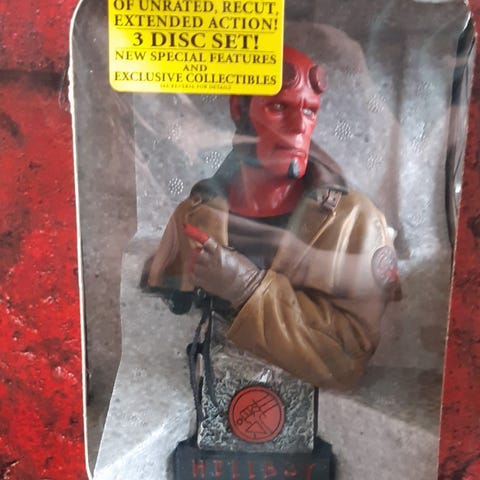 OF UNRATED, RECUT,
EXTENDED ACTION!
3 DISC SET!
NEW SPECIAL FEATURES
AND
EXCLUSIVE COLLECTIBLES
HELLBOY